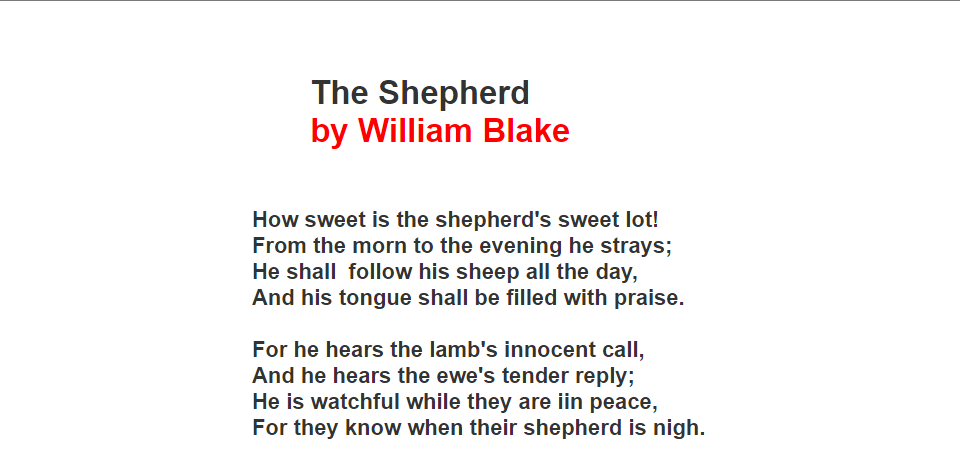 The Shepherd
by William Blake
How sweet is the shepherd's sweet lot!
From the morn to the evening he strays;
He shall  follow his sheep all the day,
And his tongue shall be filled with praise.
For he hears the lamb's innocent call,
And he hears the ewe's tender reply;
He is watchful while they are iin peace,
For they know when their shepherd is nigh.